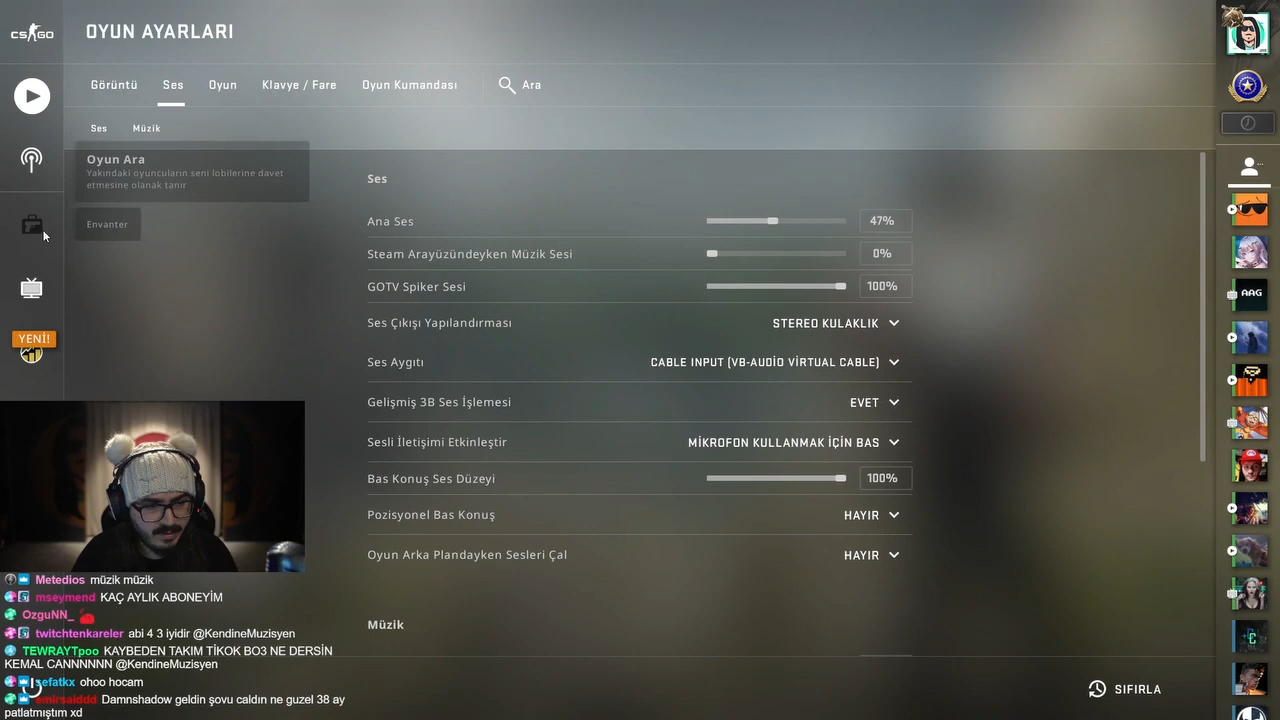 CS GO
OYUN AYARLARI
Görüntü
Ses
Oyun
Klavye / Fare
Oyun Kumandası
Ara
Ses
Müzik
Oyun Ara
Yakındaki oyuncuların seni lobilerine davet
etmesine olanak tanır
Envanter
YENİ!
Ses
Ana Ses
47%
Steam Arayüzündeyken Müzik Sesi
0%
GOTV Spiker Sesi
100%
Ses Çıkışı Yapılandırması
STEREO KULAKLIK
Ses Aygıtı
CABLE INPUT (VB-AUDİO VİRTUAL CABLE)
Gelişmiş 3B Ses İşlemesi
EVET
Sesli İletişimi Etkinleştir
MİKROFON KULLANMAK İÇİN BAS
Bas Konuş Ses Düzeyi
100%
Pozisyonel Bas Konuş
HAYIR
Oyun Arka Plandayken Sesleri Çal
HAYIR
Müzik
SIFIRLA
AAG
Metedios müzik müzik
mseymend KAÇ AYLIK ABONEYİM
OzguNN_
twitchtenkareler abi 4 3 iyidir @KendineMuzisyen
TEWRAYTpoo KAYBEDEN TAKIM TİKOK BO3 NE DERSİN
KEMAL CANNNNNN @KendineMuzisyen
sefatkx ohoo hocam
emirsaiddd Damnshadow geldin şovu caldın ne guzel 38 ay
patlatmıştım xd